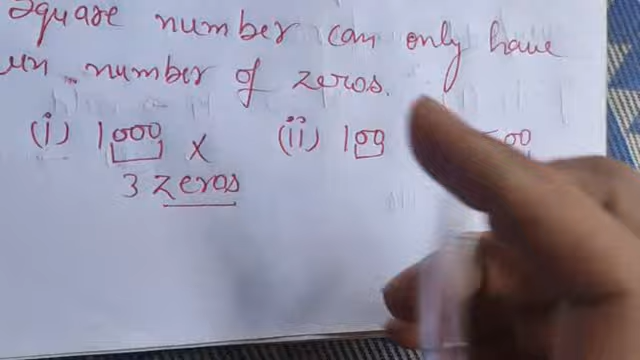 Square number can only have
number of zeros.
(i) 1000 × (ii) 100
3 zeros